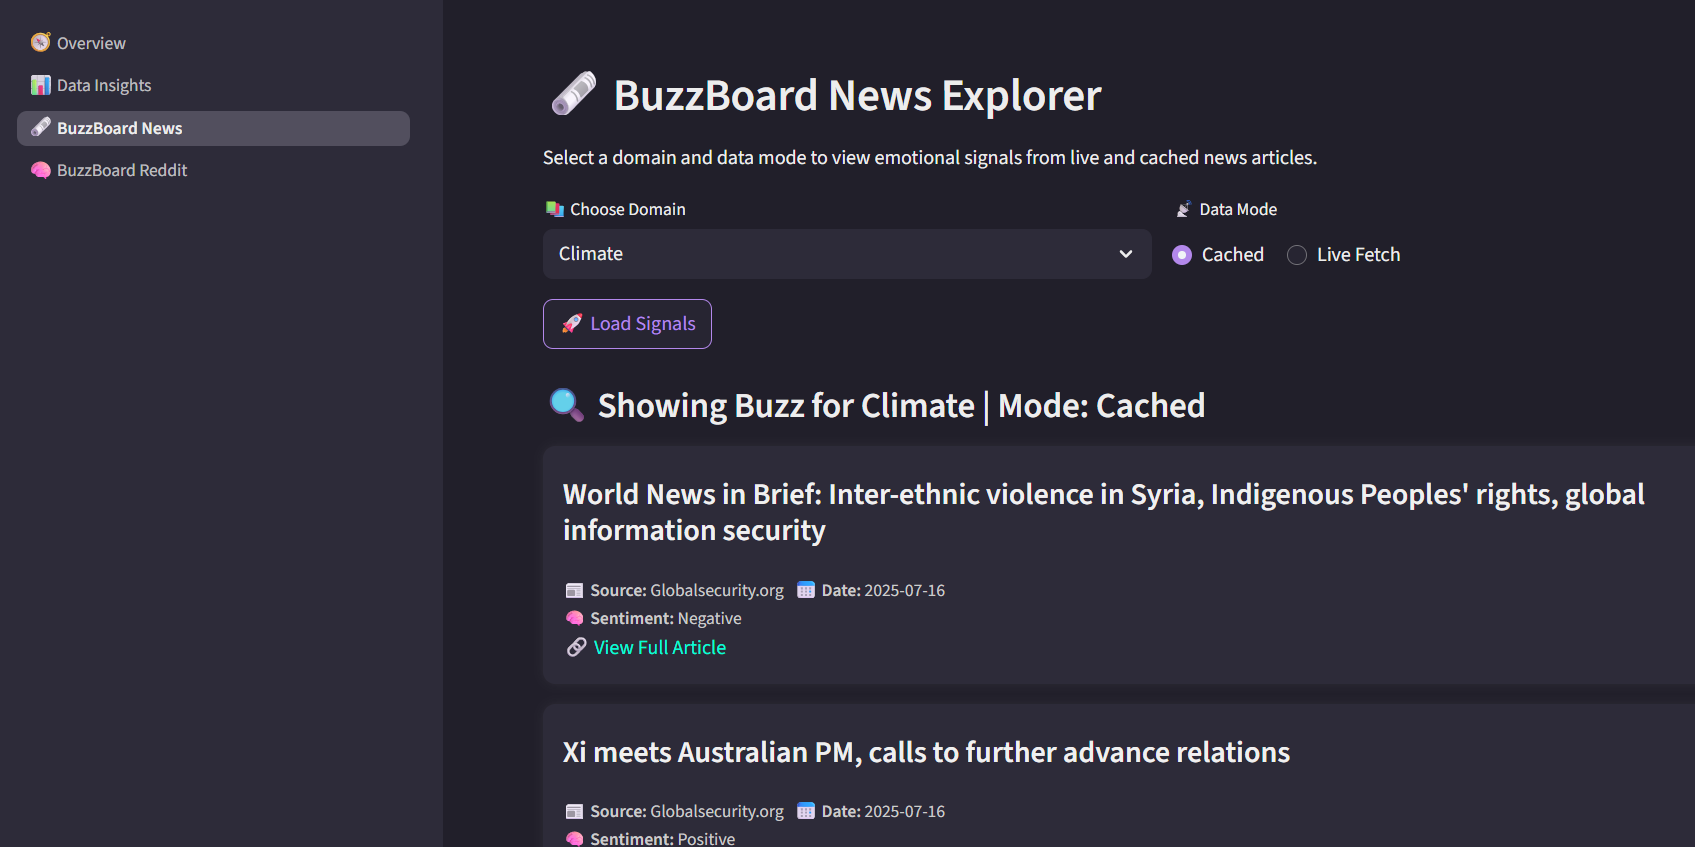 Overview
Data Insights
BuzzBoard News
BuzzBoard Reddit
BuzzBoard News Explorer
Select a domain and data mode to view emotional signals from live and cached news articles.
Choose Domain
Data Mode
Climate
Cached
Live Fetch
Load Signals
Showing Buzz for Climate | Mode: Cached
World News in Brief: Inter-ethnic violence in Syria, Indigenous Peoples' rights, global
information security
Source: Globalsecurity.org Date: 2025-07-16
Sentiment: Negative
View Full Article
Xi meets Australian PM, calls to further advance relations
Source: Globalsecurity.org Date: 2025-07-16
Sentiment: Positive